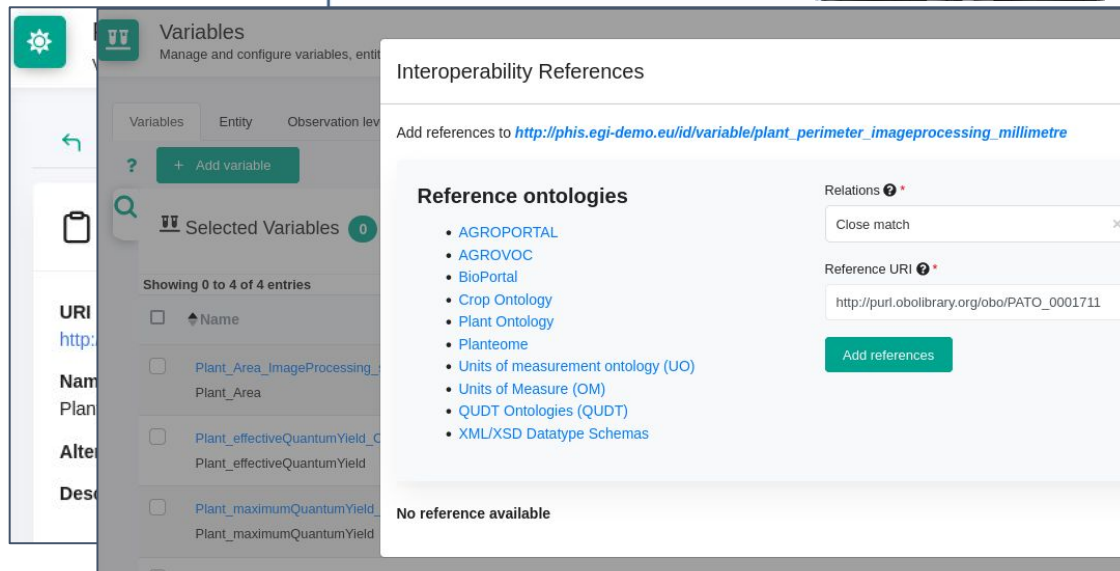 Variables
Manage and configure variables, entit
Variables Entity Observation lev
? + Add variable
Selected Variables 0
Showing 0 to 4 of 4 entries
Name
Plant_Area_ImageProcessing_
Plant_Area
Plant_effectiveQuantumYield_C
Plant_effectiveQuantumYield
Plant_maximumQuantumYield_
Plant_maximumQuantumYield
URI
http:
Nam
Plan
Alter
Desc
Interoperability References
Add references to http://phis.egi-demo.eu/id/variable/plant_perimeter_imageprocessing_millimetre
Reference ontologies
• AGROPORTAL
• AGROVOC
• BioPortal
• Crop Ontology
• Plant Ontology
• Planteome
• Units of measurement ontology (UO)
• Units of Measure (OM)
• QUDT Ontologies (QUDT)
• XML/XSD Datatype Schemas
Relations ? *
Close match ×
Reference URI ? *
http://purl.obolibrary.org/obo/PATO_0001711
Add references
No reference available